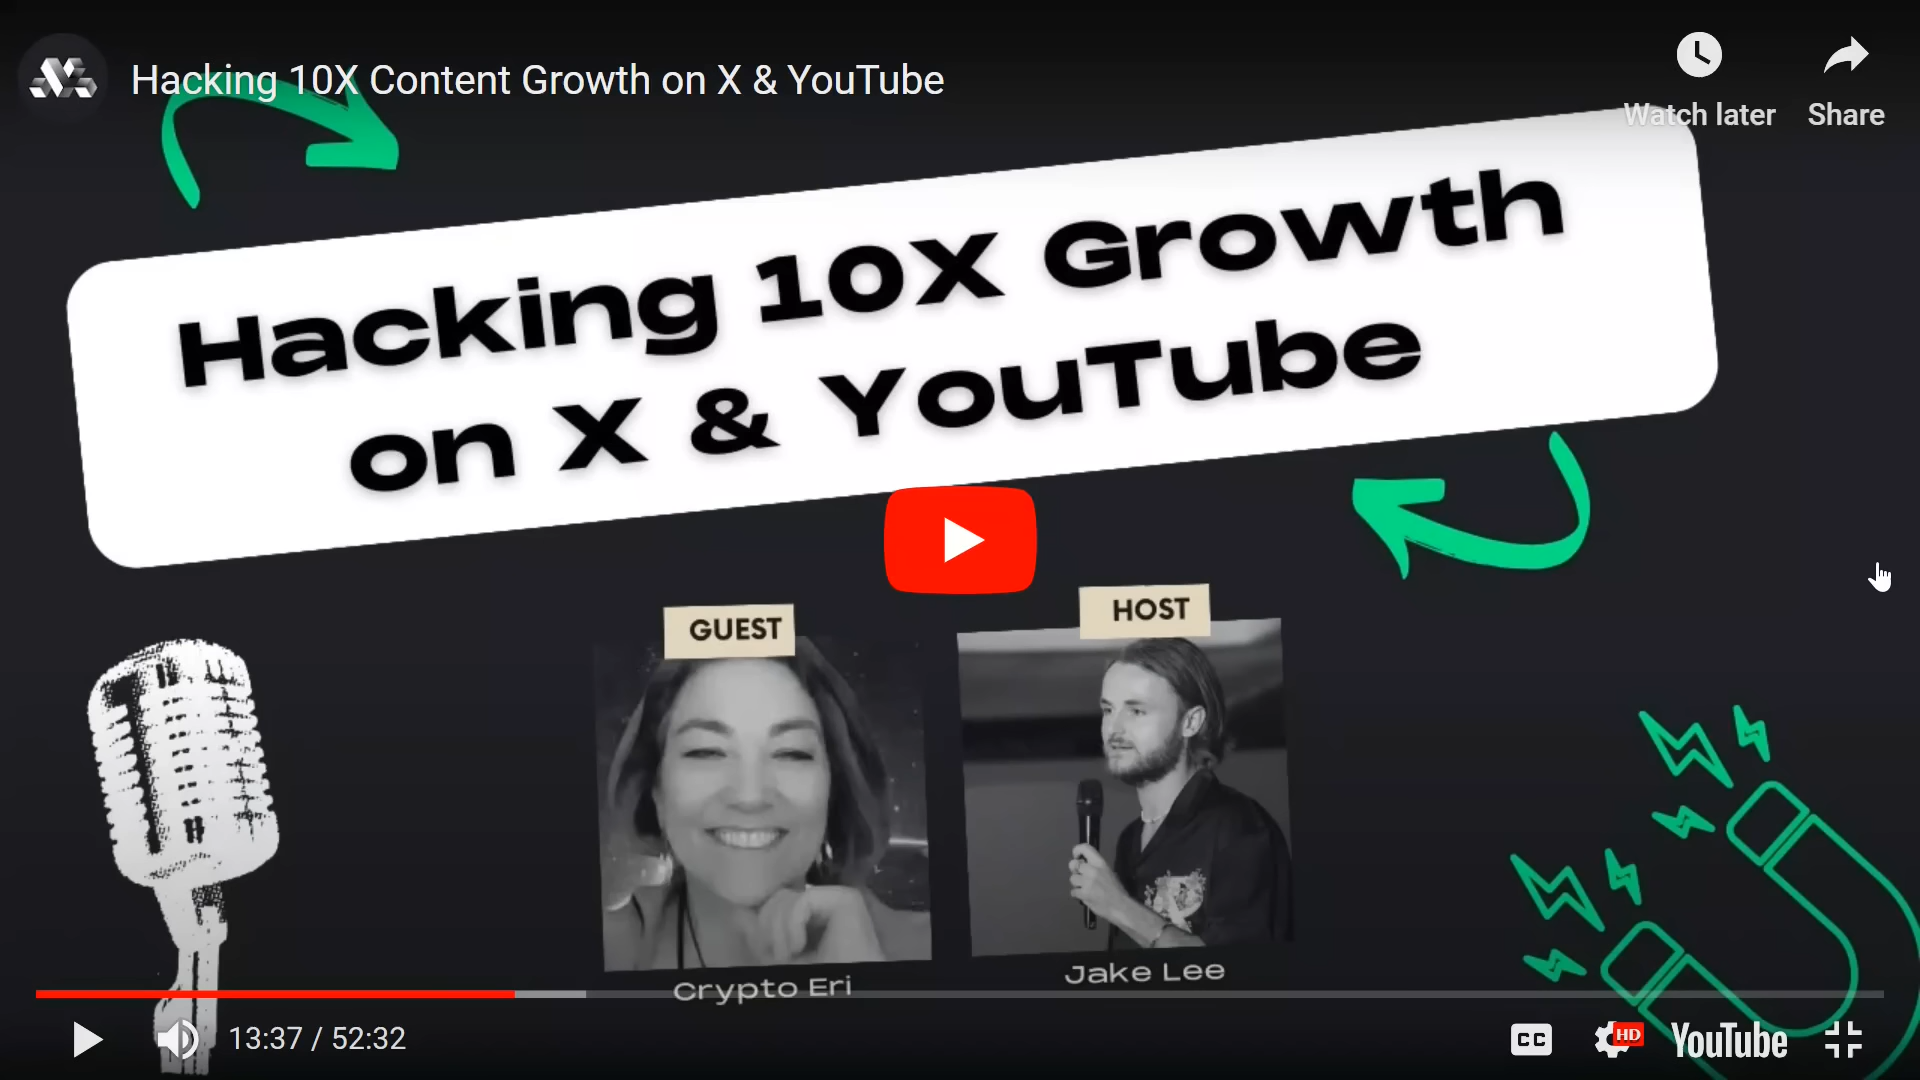 Hacking 10X Content Growth on X & YouTube
Watch later
Share
Hacking 10X Growth
on X & YouTube
GUEST
HOST
Crypto Eri
Jake Lee
13:37 / 52:32
CC
HD
YouTube